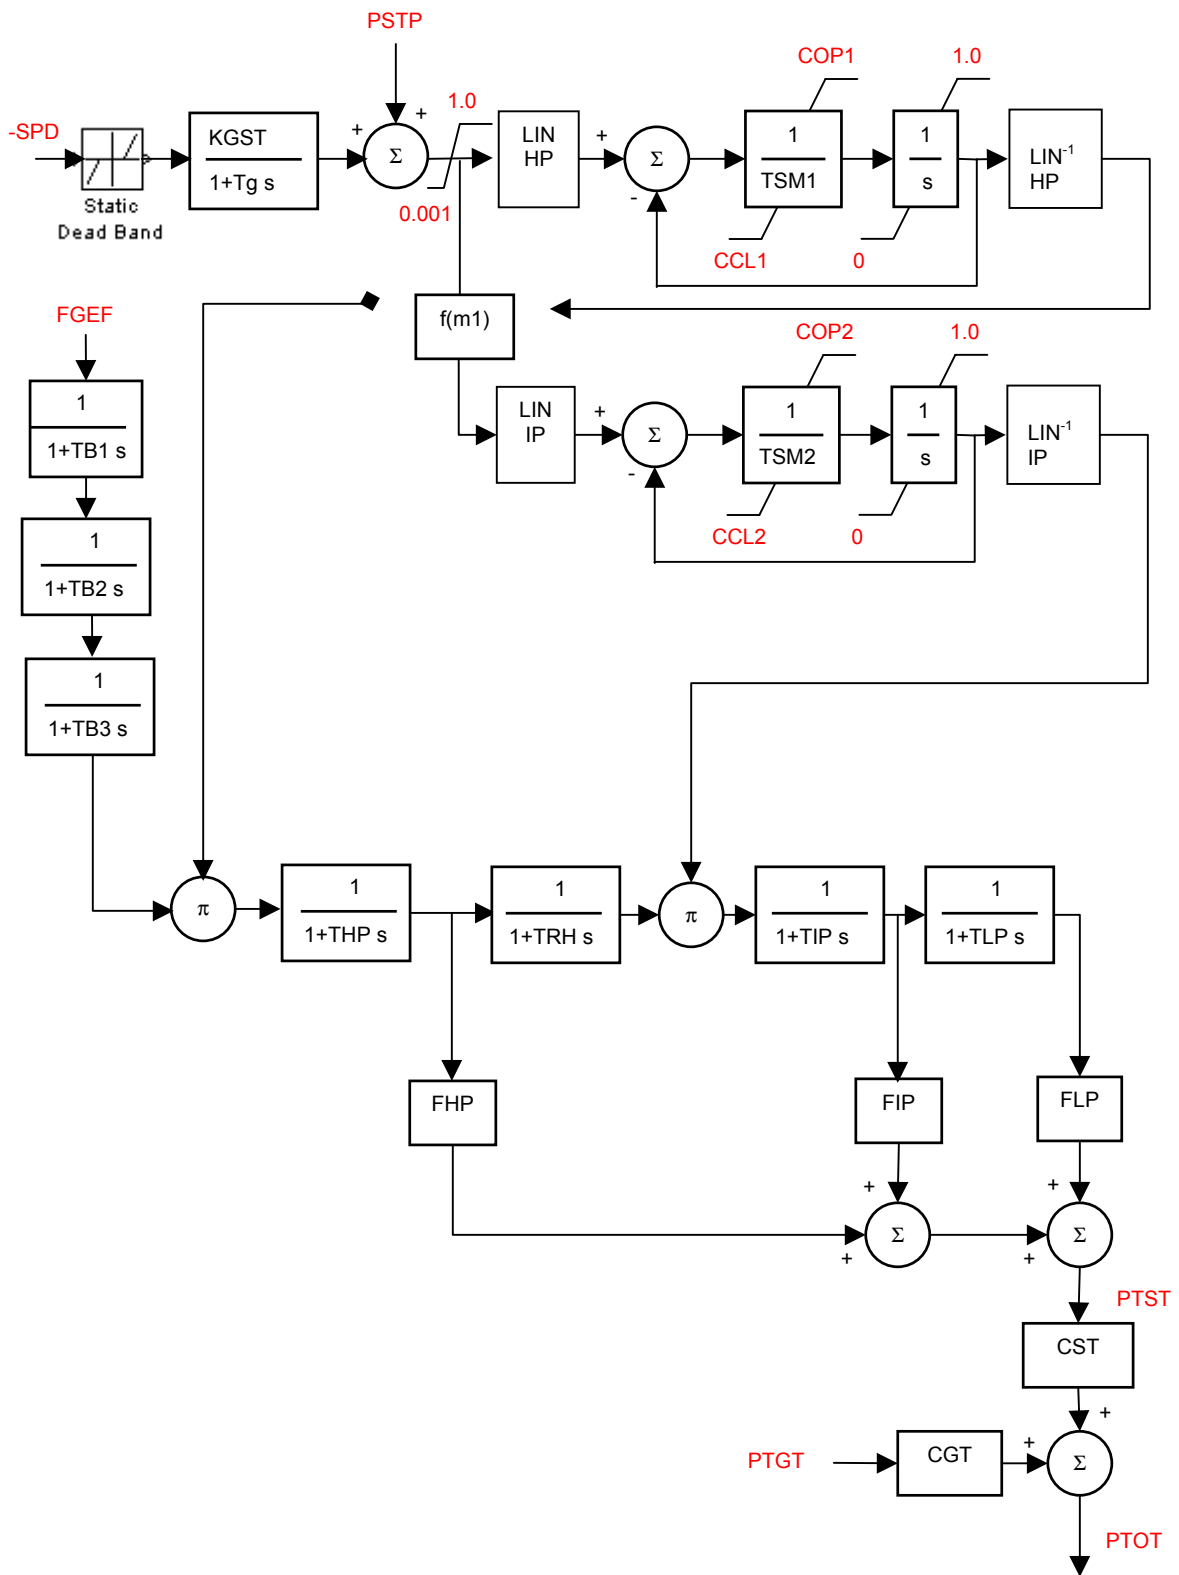 PSTP
COP1
1.0
-SPD
Static
Dead Band
KGST
1+Tg s
+
+
Σ
1.0
0.001
LIN
HP
+
-
Σ
1
TSM1
CCL1
1
s
0
LIN-1
HP
FGEF
f(m1)
COP2
1.0
LIN
IP
+
-
Σ
1
TSM2
CCL2
1
s
0
LIN-1
IP
1
1+TB1 s
1
1+TB2 s
1
1+TB3 s
π
1
1+THP s
1
1+TRH s
π
1
1+TIP s
1
1+TLP s
FHP
FIP
FLP
+
+
Σ
+
+
Σ
PTST
CST
+
PTGT
CGT
+
Σ
PTOT